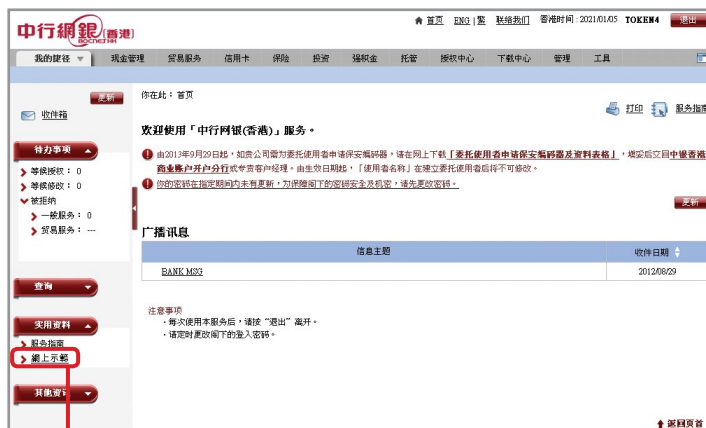 中行網銀(香港)
BOCNET HK
首页 ENG | 繁 联络我们 香港时间 : 2021/01/05 TOKEN4 退出
我的捷径 现金管理 贸易服务 信用卡 保险 投资 强积金 托管 授权中心 下载中心 管理 工具
更新
收件箱
待办事项
等候授权： 0
等候修改： 0
被拒纳
一般服务： 0
贸易服务： ---
查询
实用资料
服务指南
網上示範
其他资讯
你在此： 首页
打印 服务指南
欢迎使用「中行网银(香港)」服务。
由2013年9月29日起，如贵公司需为委托使用者申请保安编码器，请在网上下载「委托使用者申请保安编码器及资料表格」，填妥后交回中银香港
商业账户开户分行或专责客户经理。由生效日期起，「使用者名称」在建立委托使用者后将不可修改。
你的密码在指定期间内未有更新，为保障阁下的密码安全及机密，请先更改密码。
更新
广播讯息
信息主题 收件日期
BANK MSG 2012/08/29
注意事项
・每次使用本服务后，请按“退出”离开。
・请定时更改阁下的登入密码。
返回页首